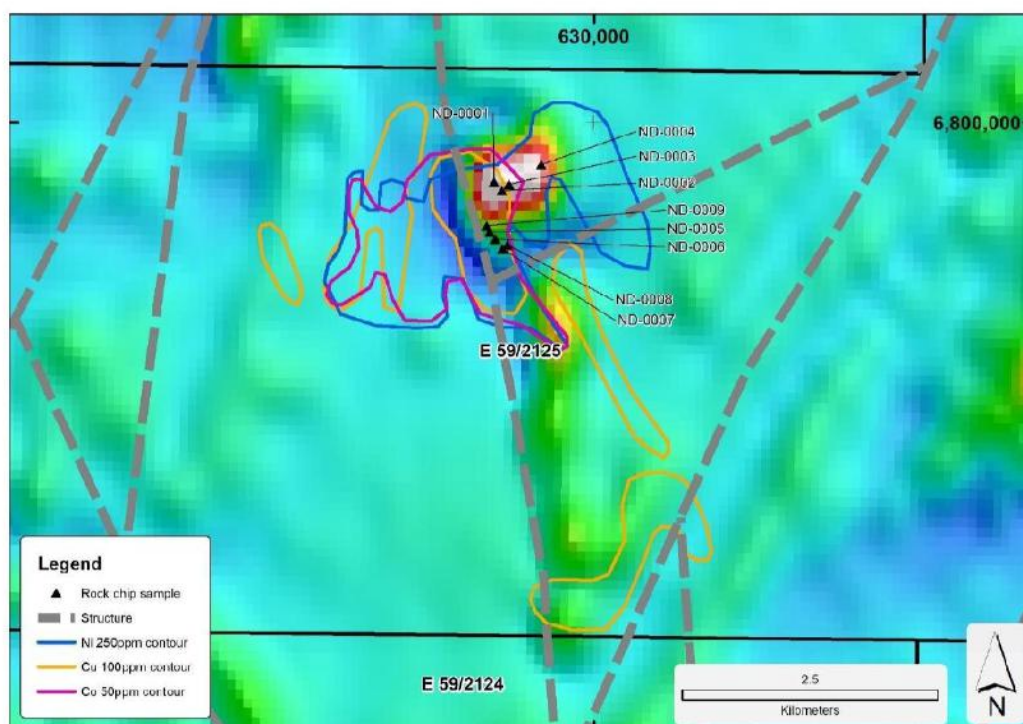 630,000
6,800,000
ND-0001
ND-0004
ND-0003
ND-0002
ND-0009
ND-0005
ND-0006
ND-0008
ND-0007
E 59/2125
Legend
Rock chip sample
Structure
Ni 250ppm contour
Cu 100ppm contour
Co 50ppm contour
E 59/2124
2.5
Kilometers
N